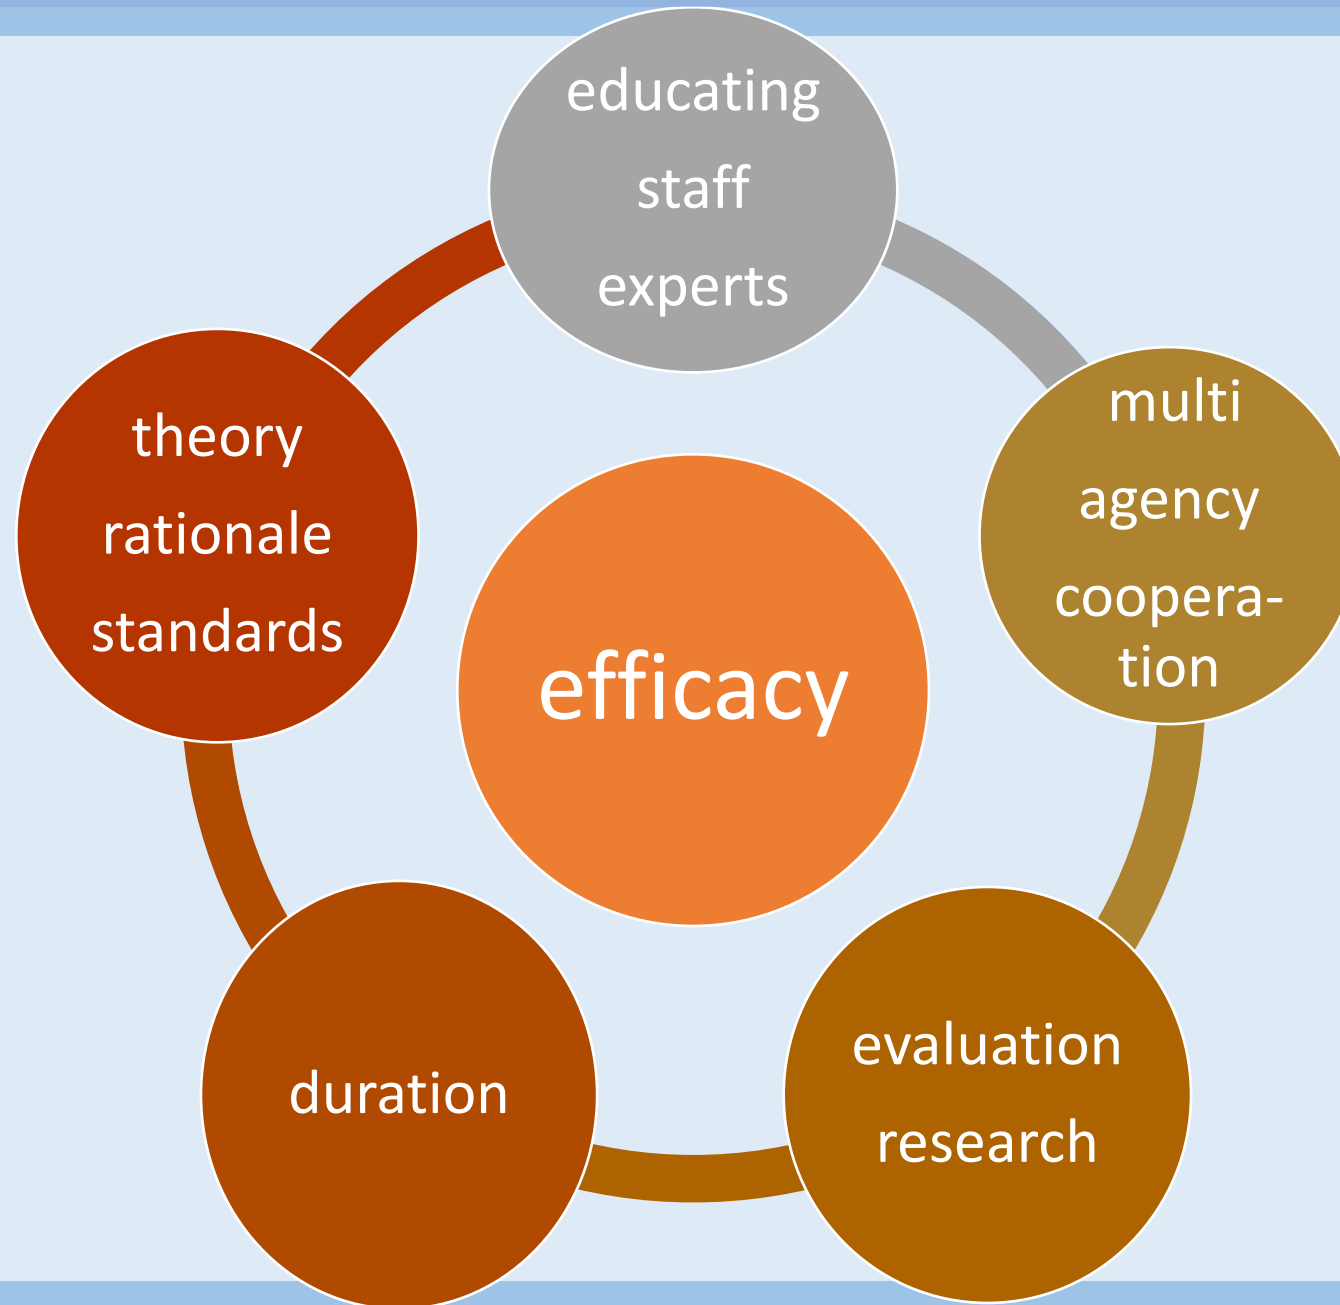 educating
staff
experts
multi
agency
coopera-
tion
theory
rationale
standards
efficacy
evaluation
research
duration